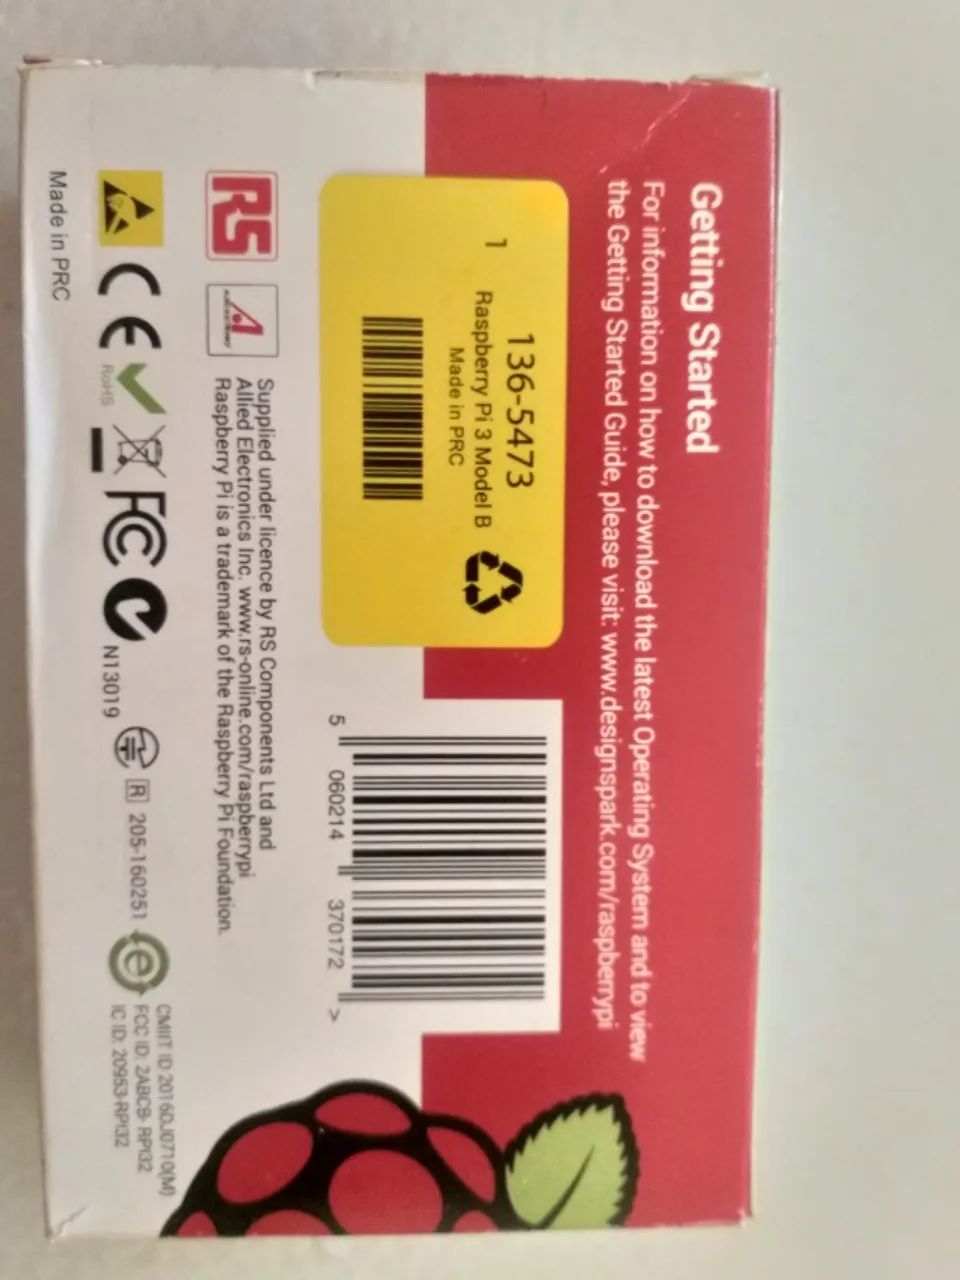 Getting Started
For information on how to download the latest Operating System and to view
the Getting Started Guide, please visit: www.designspark.com/raspberrypi
136-5473
1 Raspberry Pi 3 Model B
Made in PRC
5 060214 370172 >
RS
A
Supplied under licence by RS Components Ltd and
Allied Electronics Inc. www.rs-online.com/raspberrypi
Raspberry Pi is a trademark of the Raspberry Pi Foundation.
CE
RoHS
FC
N13019
R 205-160251
e
CMIIT ID 2016DJ0710(M)
FCC ID: 2ABCB- RPI32
IC ID: 20953-RPI32
Made in PRC